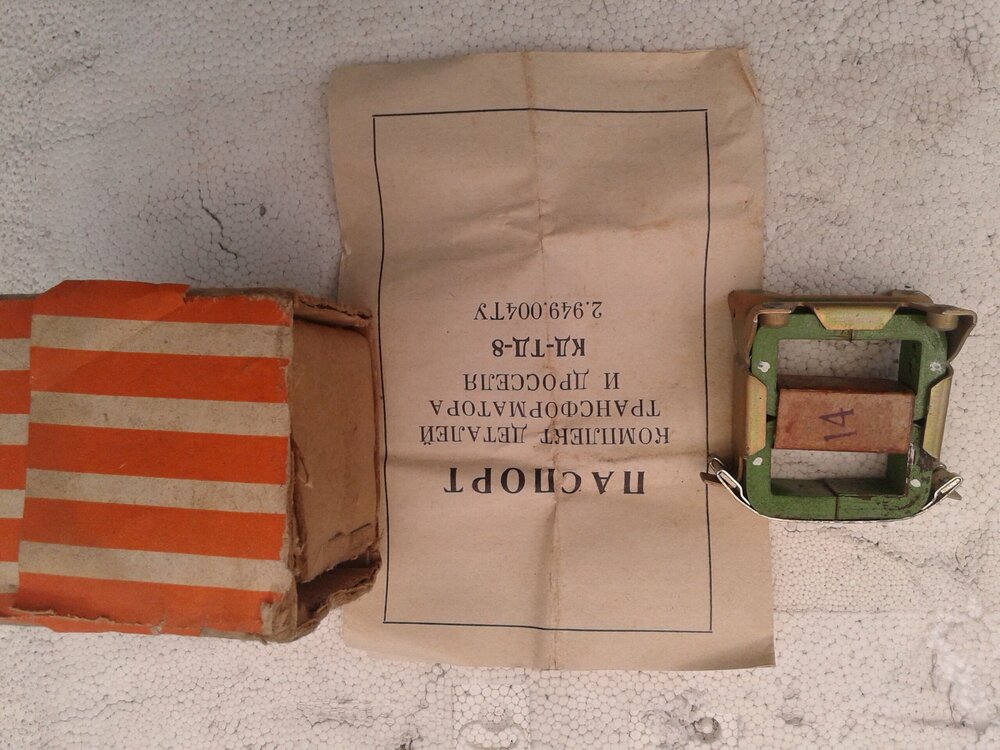 ПАСПОРТ
КОМПЛЕКТ ДЕТАЛЕЙ
ТРАНСФОРМАТОРА
И ДРОССЕЛЯ
КД-ТД-8
2.949.004ТУ
14